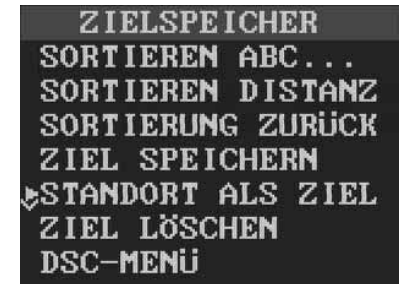 ZIELSPEICHER
SORTIEREN ABC...
SORTIEREN DISTANZ
SORTIERUNG ZURÜCK
ZIEL SPEICHERN
STANDORT ALS ZIEL
ZIEL LÖSCHEN
DSC-MENÜ